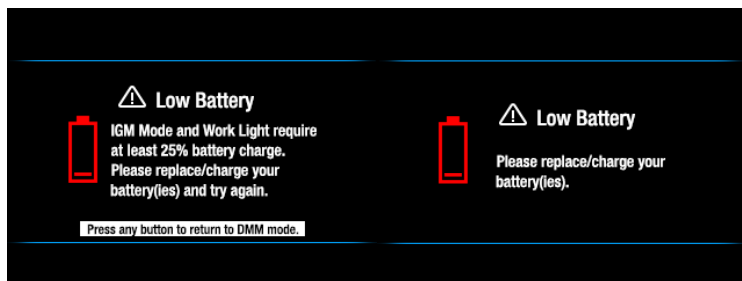 Low Battery
IGM Mode and Work Light require
at least 25% battery charge.
Please replace/charge your
battery(ies) and try again.
Press any button to return to DMM mode.
Low Battery
Please replace/charge your
battery(ies).